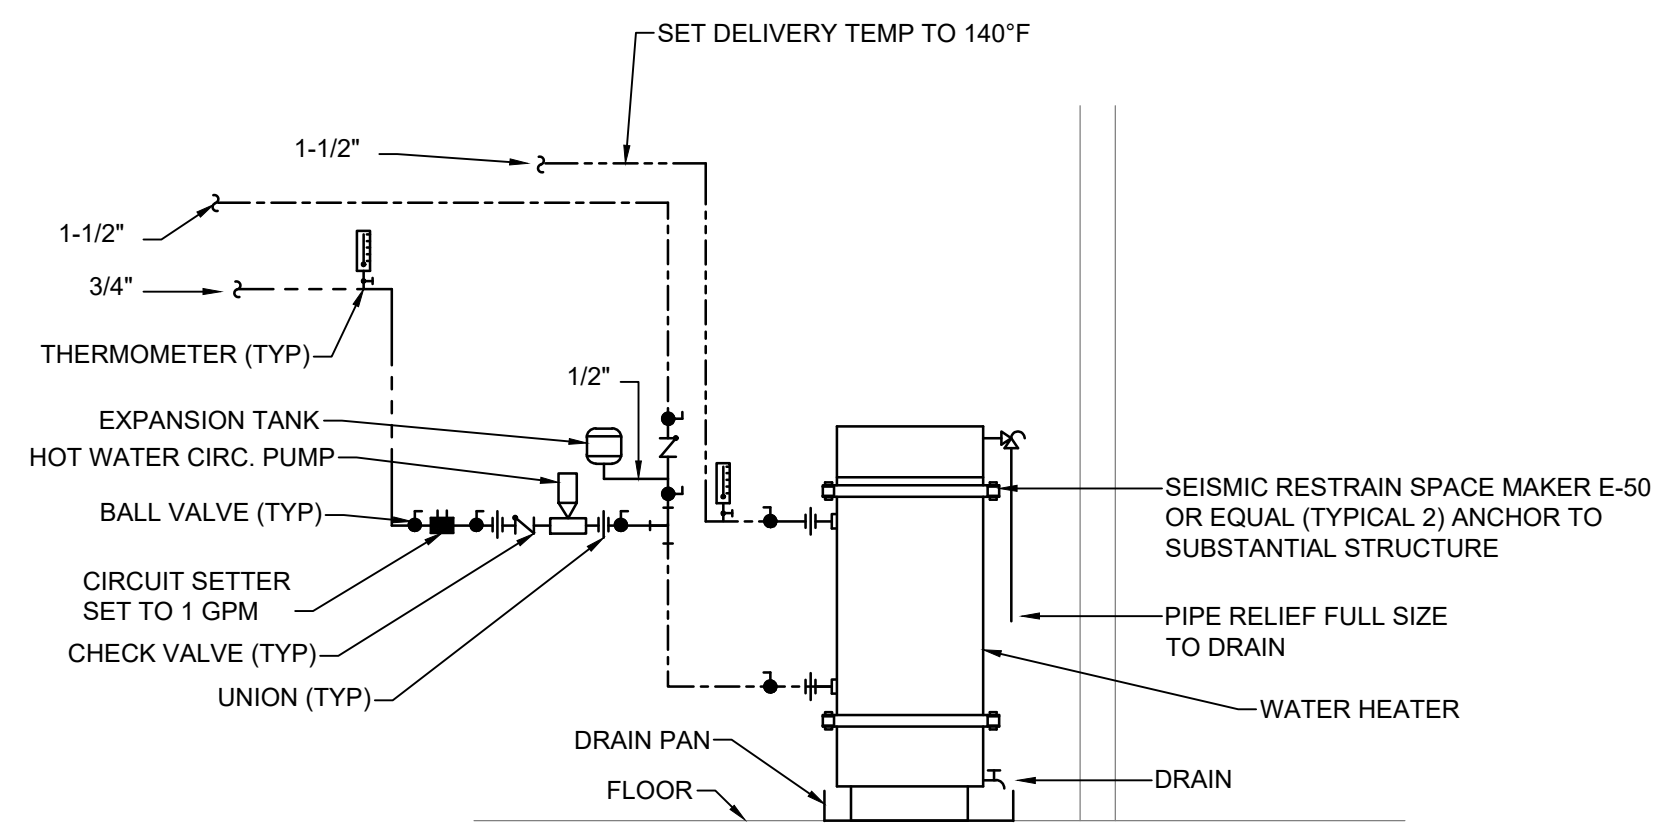 SET DELIVERY TEMP TO 140°F
1-1/2"
1-1/2"
3/4"
THERMOMETER (TYP)
1/2"
EXPANSION TANK
HOT WATER CIRC. PUMP
BALL VALVE (TYP)
CIRCUIT SETTER
SET TO 1 GPM
CHECK VALVE (TYP)
UNION (TYP)
DRAIN PAN
FLOOR
SEISMIC RESTRAIN SPACE MAKER E-50
OR EQUAL (TYPICAL 2) ANCHOR TO
SUBSTANTIAL STRUCTURE
PIPE RELIEF FULL SIZE
TO DRAIN
WATER HEATER
DRAIN